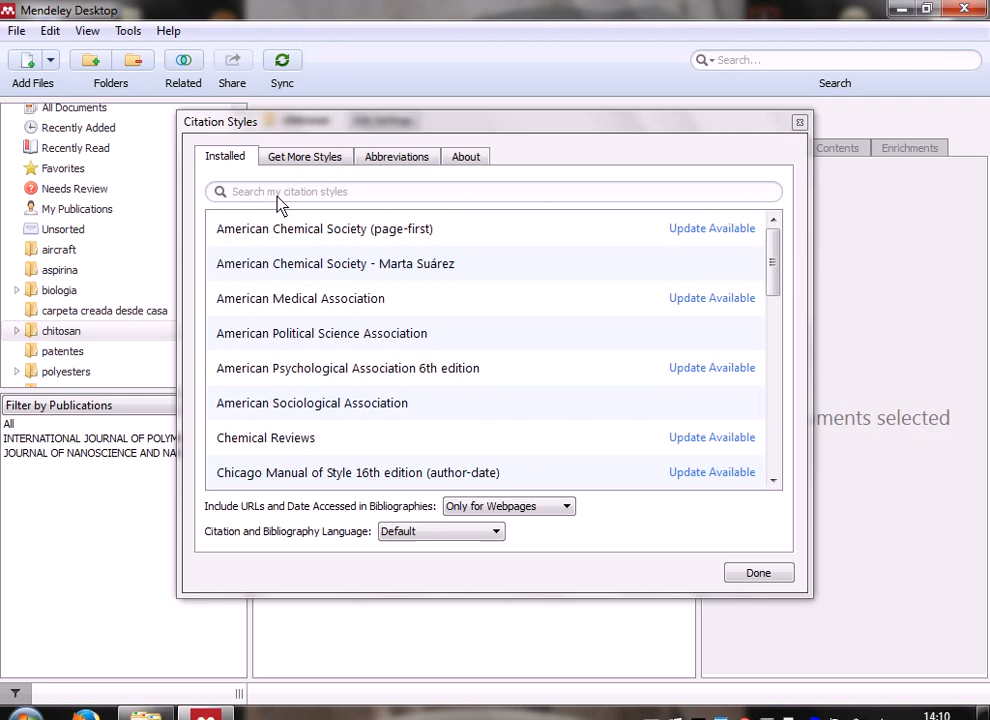 Mendeley Desktop
File Edit View Tools Help
Search...
Add Files Folders Related Share Sync Search
Citation Styles
Installed Get More Styles Abbreviations About
Search my citation styles
American Chemical Society (page-first) Update Available
American Chemical Society - Marta Suárez
American Medical Association Update Available
American Political Science Association
American Psychological Association 6th edition Update Available
American Sociological Association
Chemical Reviews Update Available
Chicago Manual of Style 16th edition (author-date) Update Available
Include URLs and Date Accessed in Bibliographies: Only for Webpages
Citation and Bibliography Language: Default
Done
All Documents
Recently Added
Recently Read
Favorites
Needs Review
My Publications
Unsorted
aircraft
aspirina
biologia
carpeta creada desde casa
chitosan
patentes
polyesters
Filter by Publications
All
INTERNATIONAL JOURNAL OF POLYM
JOURNAL OF NANOSCIENCE AND NA
Contents Enrichments
ments selected
14:10